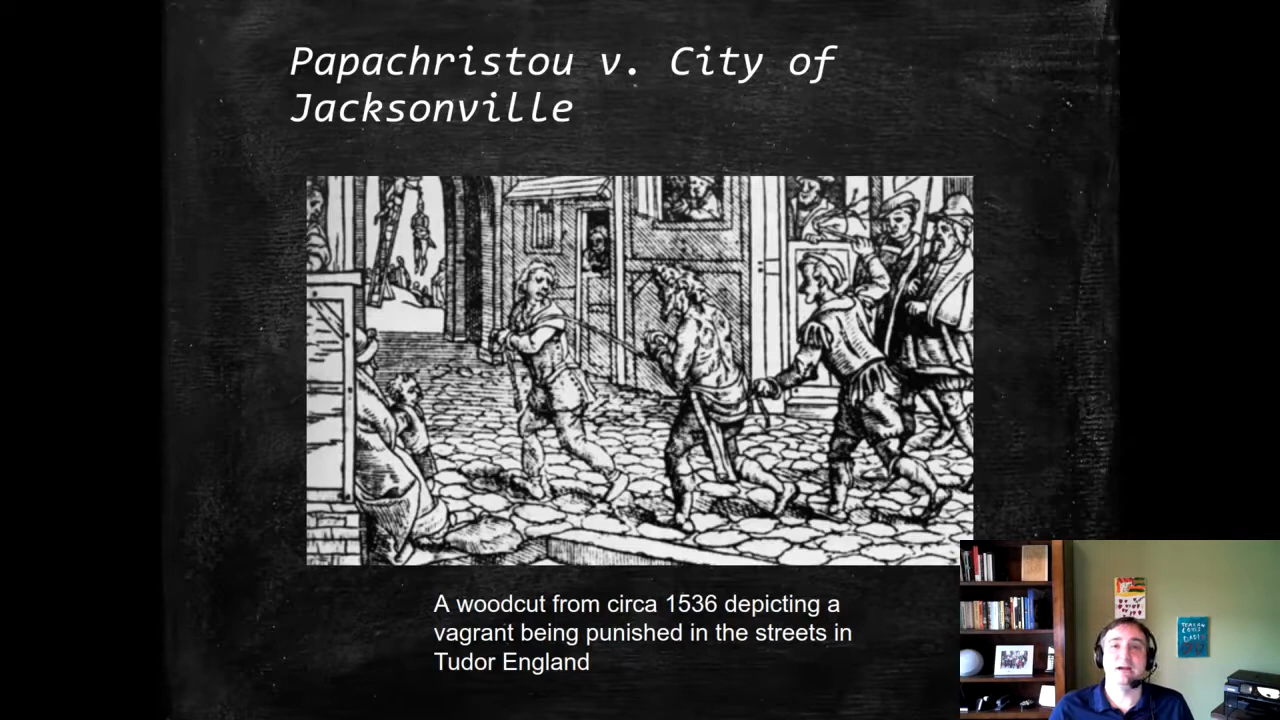 Papachristou v. City of
Jacksonville
A woodcut from circa 1536 depicting a
vagrant being punished in the streets in
Tudor England